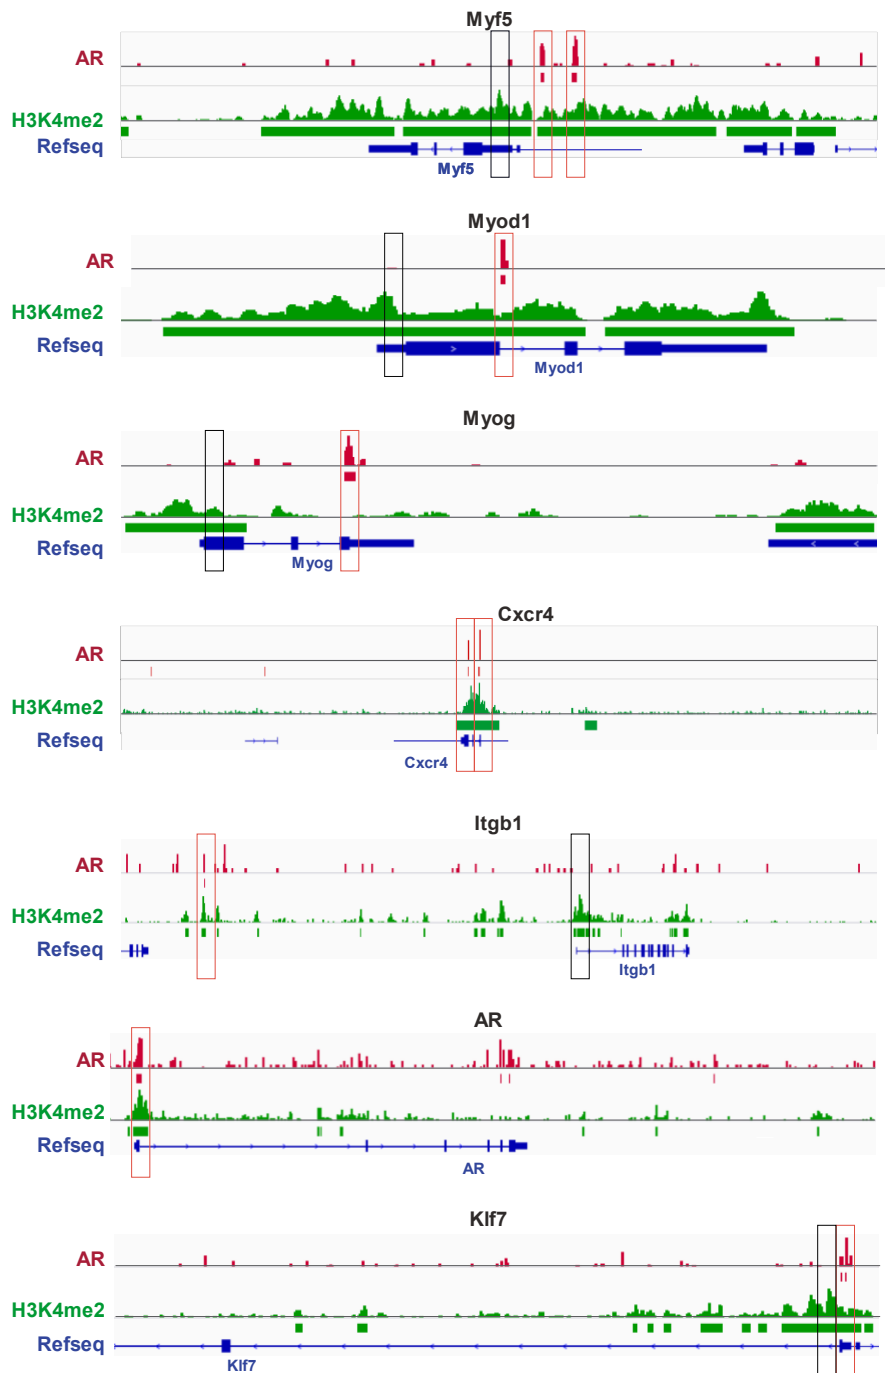 Myf5
AR
H3K4me2
Refseq
Myf5
Myod1
AR
H3K4me2
Refseq
Myod1
Myog
AR
H3K4me2
Refseq
Myog
Cxcr4
AR
H3K4me2
Refseq
Cxcr4
Itgb1
AR
H3K4me2
Refseq
Itgb1
AR
AR
H3K4me2
Refseq
AR
Klf7
AR
H3K4me2
Refseq
Klf7